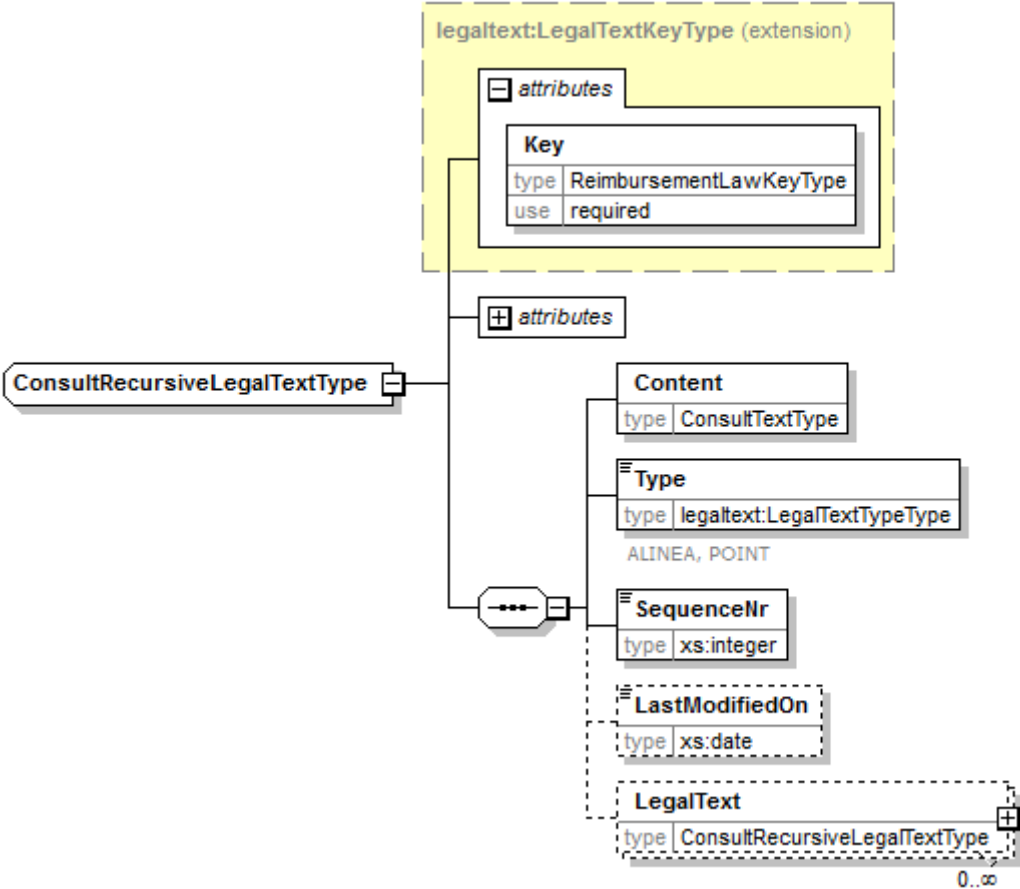 legaltext:LegalTextKeyType (extension)
attributes
Key
type ReimbursementLawKeyType
use required
attributes
ConsultRecursiveLegalTextType
Content
type ConsultTextType
Type
type legaltext:LegalTextTypeType
ALINEA, POINT
SequenceNr
type xs:integer
LastModifiedOn
type xs:date
LegalText
type ConsultRecursiveLegalTextType
0..∞